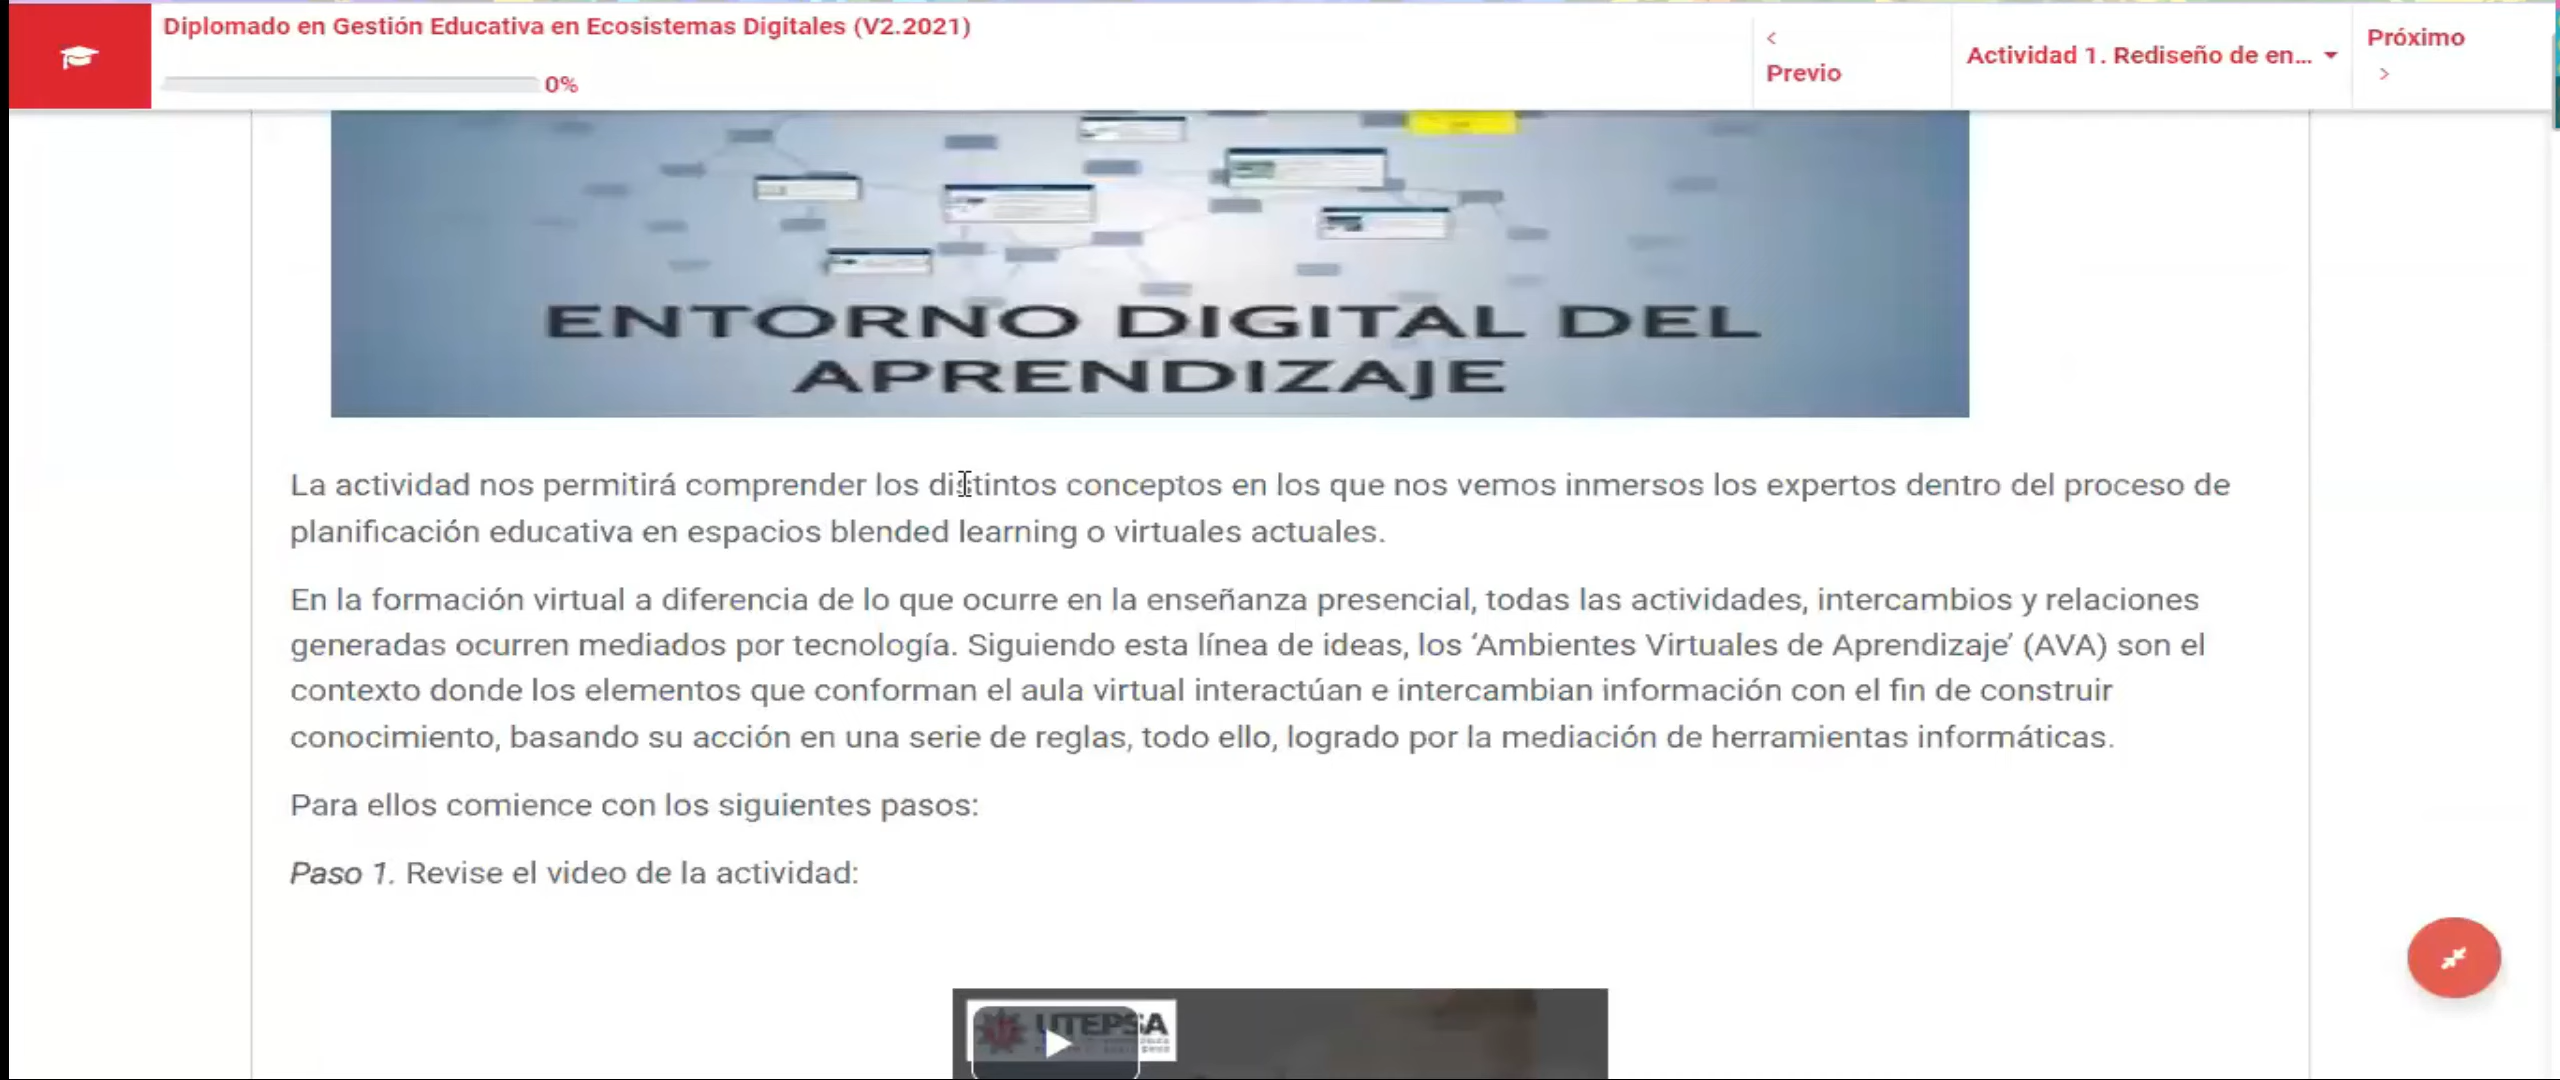 Diplomado en Gestión Educativa en Ecosistemas Digitales (V2.2021)
0%
<
Previo
Actividad 1. Rediseño de en...
Próximo
>
ENTORNO DIGITAL DEL
APRENDIZAJE
La actividad nos permitirá comprender los distintos conceptos en los que nos vemos inmersos los expertos dentro del proceso de
planificación educativa en espacios blended learning o virtuales actuales.
En la formación virtual a diferencia de lo que ocurre en la enseñanza presencial, todas las actividades, intercambios y relaciones
generadas ocurren mediados por tecnología. Siguiendo esta línea de ideas, los ‘Ambientes Virtuales de Aprendizaje’ (AVA) son el
contexto donde los elementos que conforman el aula virtual interactúan e intercambian información con el fin de construir
conocimiento, basando su acción en una serie de reglas, todo ello, logrado por la mediación de herramientas informáticas.
Para ellos comience con los siguientes pasos:
Paso 1. Revise el video de la actividad:
UTEPSA